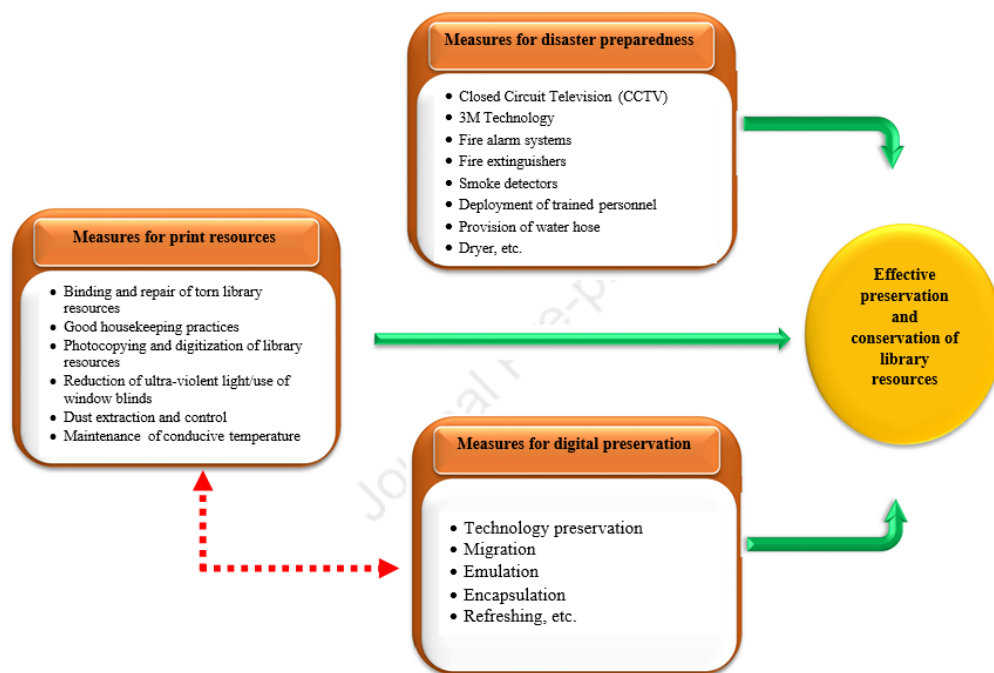 Measures for disaster preparedness
• Closed Circuit Television (CCTV)
• 3M Technology
• Fire alarm systems
• Fire extinguishers
• Smoke detectors
• Deployment of trained personnel
• Provision of water hose
• Dryer, etc.
Measures for print resources
• Binding and repair of torn library
resources
• Good housekeeping practices
• Photocopying and digitization of library
resources
• Reduction of ultra-violent light/use of
window blinds
• Dust extraction and control
• Maintenance of conducive temperature
Effective
preservation
and
conservation of
library
resources
Measures for digital preservation
• Technology preservation
• Migration
• Emulation
• Encapsulation
• Refreshing, etc.